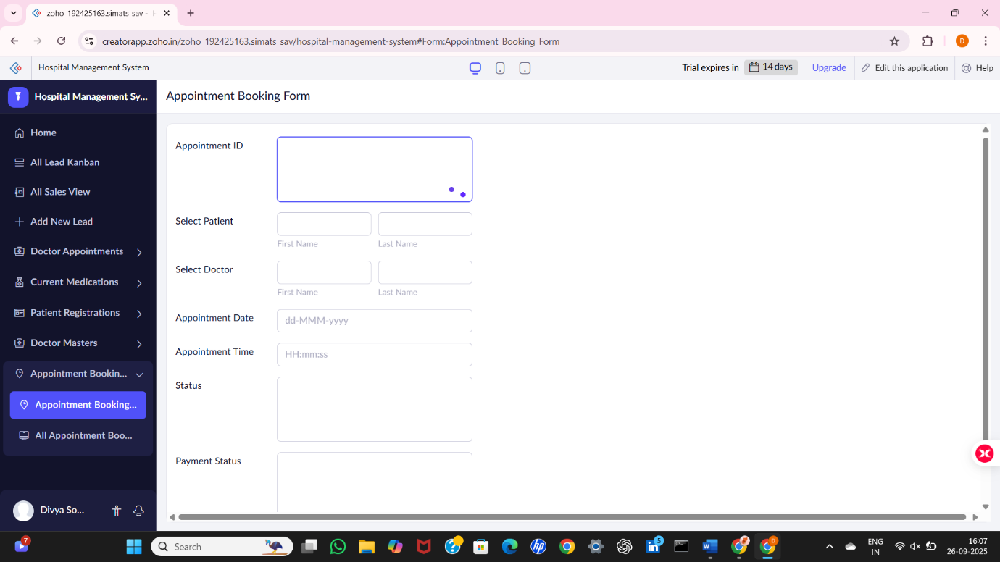 zoho_192425163.simats_sav -
creatorapp.zoho.in/zoho_192425163.simats_sav/hospital-management-system#Form:Appointment_Booking_Form
D
Hospital Management System
Trial expires in 14 days Upgrade Edit this application Help
Hospital Management Sy...
Appointment Booking Form
Home
All Lead Kanban
All Sales View
Add New Lead
Doctor Appointments
Current Medications
Patient Registrations
Doctor Masters
Appointment Bookin...
Appointment Booking...
All Appointment Boo...
Divya So...
Appointment ID
Select Patient
First Name Last Name
Select Doctor
First Name Last Name
Appointment Date dd-MMM-yyyy
Appointment Time HH:mm:ss
Status
Payment Status
7
Search
hp
5
W
D
ENG
IN
16:07
26-09-2025